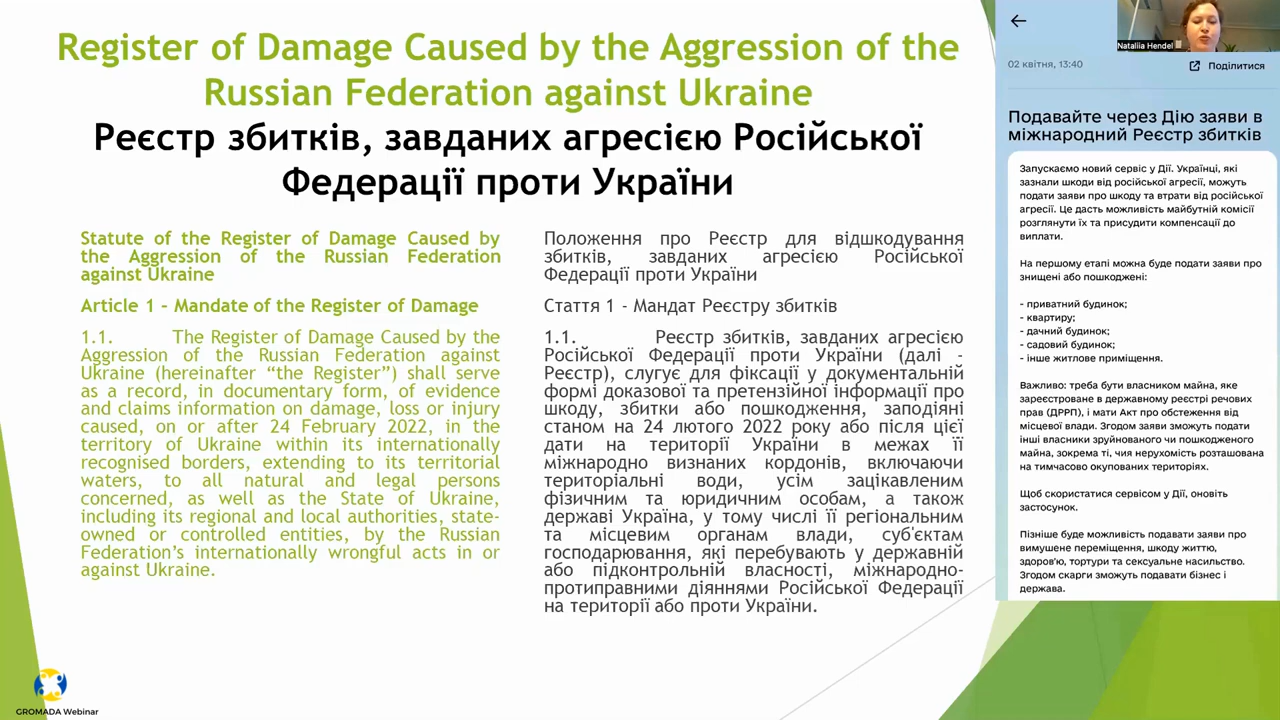 Register of Damage Caused by the Aggression of the
Russian Federation against Ukraine
Реєстр збитків, завданих агресією Російської
Федерації проти України
Statute of the Register of Damage Caused by
the Aggression of the Russian Federation
against Ukraine
Article 1 – Mandate of the Register of Damage
1.1. The Register of Damage Caused by the
Aggression of the Russian Federation against
Ukraine (hereinafter “the Register”) shall serve
as a record, in documentary form, of evidence
and claims information on damage, loss or injury
caused, on or after 24 February 2022, in the
territory of Ukraine within its internationally
recognised borders, extending to its territorial
waters, to all natural and legal persons
concerned, as well as the State of Ukraine,
including its regional and local authorities, state-
owned or controlled entities, by the Russian
Federation’s internationally wrongful acts in or
against Ukraine.
Положення про Реєстр для відшкодування
збитків, завданих агресією Російської
Федерації проти України
Стаття 1 - Мандат Реєстру збитків
1.1. Реєстр збитків, завданих агресією
Російської Федерації проти України (далі -
Реєстр), слугує для фіксації у документальній
формі доказової та претензійної інформації про
шкоду, збитки або пошкодження, заподіяні
станом на 24 лютого 2022 року або після цієї
дати на території України в межах її
міжнародно визнаних кордонів, включаючи
територіальні води, усім зацікавленим
фізичним та юридичним особам, а також
державі Україна, у тому числі її регіональним
та місцевим органам влади, суб'єктам
господарювання, які перебувають у державній
або підконтрольній власності, міжнародно-
протиправними діяннями Російської Федерації
на території або проти України.
Nataliia Hendel
02 квітня, 13:40
Поділитися
Подавайте через Дію заяви в
міжнародний Реєстр збитків
Запускаємо новий сервіс у Дії. Українці, які
зазнали шкоди від російської агресії, можуть
подати заяви про шкоду та втрати від російської
агресії. Це дасть можливість майбутній комісії
розглянути їх та присудити компенсації до
виплати.
На першому етапі можна буде подати заяви про
знищені або пошкоджені:
- приватний будинок;
- квартиру;
- дачний будинок;
- садовий будинок;
- інше житлове приміщення.
Важливо: треба бути власником майна, яке
зареєстроване в державному реєстрі речових
прав (ДРРП), і мати Акт про обстеження від
місцевої влади. Згодом заяви зможуть подати
інші власники зруйнованого чи пошкодженого
майна, зокрема ті, чия нерухомість розташована
на тимчасово окупованих територіях.
Щоб скористатися сервісом у Дії, оновіть
застосунок.
Пізніше буде можливість подавати заяви про
вимушене переміщення, шкоду життю,
здоров'ю, тортури та сексуальне насильство.
Згодом скарги зможуть подавати бізнес і
держава.
GROMADA Webinar